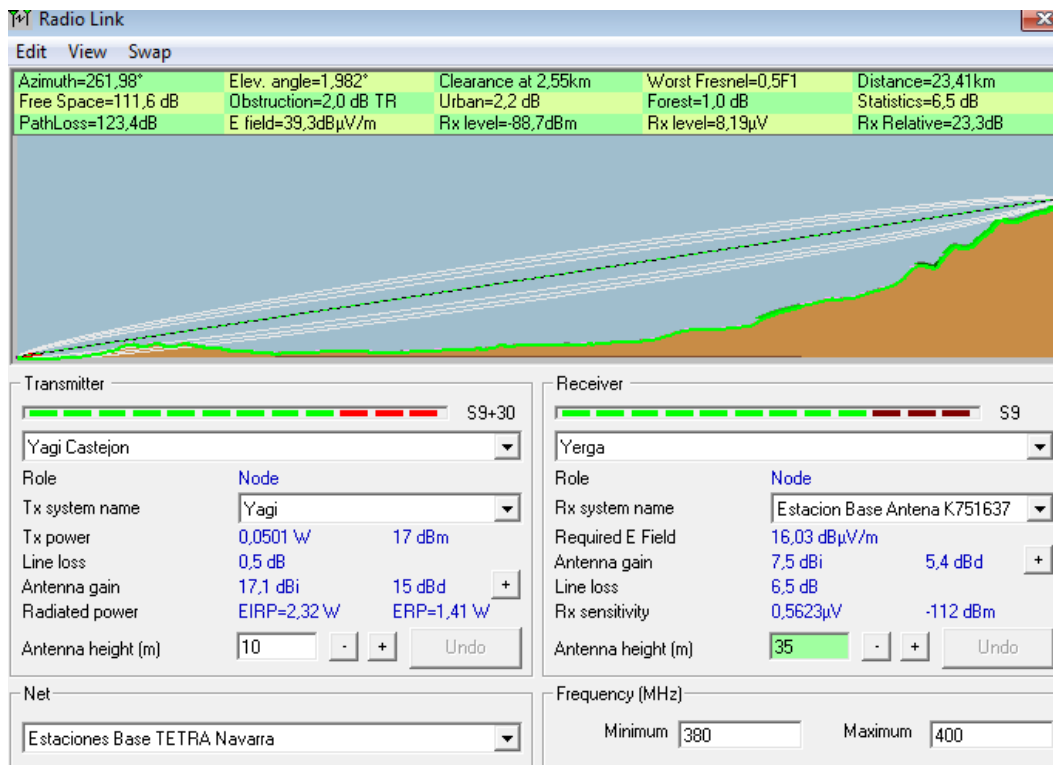 Radio Link
Edit View Swap
Azimuth=261,98° Elev. angle=1,982° Clearance at 2,55km Worst Fresnel=0,5F1 Distance=23,41km
Free Space=111,6 dB Obstruction=2,0 dB TR Urban=2,2 dB Forest=1,0 dB Statistics=6,5 dB
PathLoss=123,4dB E field=39,3dBµV/m Rx level=-88,7dBm Rx level=8,19µV Rx Relative=23,3dB
Transmitter
S9+30
Yagi Castejon
Role Node
Tx system name Yagi
Tx power 0,0501 W 17 dBm
Line loss 0,5 dB
Antenna gain 17,1 dBi 15 dBd +
Radiated power EIRP=2,32 W ERP=1,41 W
Antenna height (m) 10 - + Undo
Net
Estaciones Base TETRA Navarra
Receiver
S9
Yerga
Role Node
Rx system name Estacion Base Antena K751637
Required E Field 16,03 dBµV/m
Antenna gain 7,5 dBi 5,4 dBd +
Line loss 6,5 dB
Rx sensitivity 0,5623µV -112 dBm
Antenna height (m) 35 - + Undo
Frequency (MHz)
Minimum 380 Maximum 400